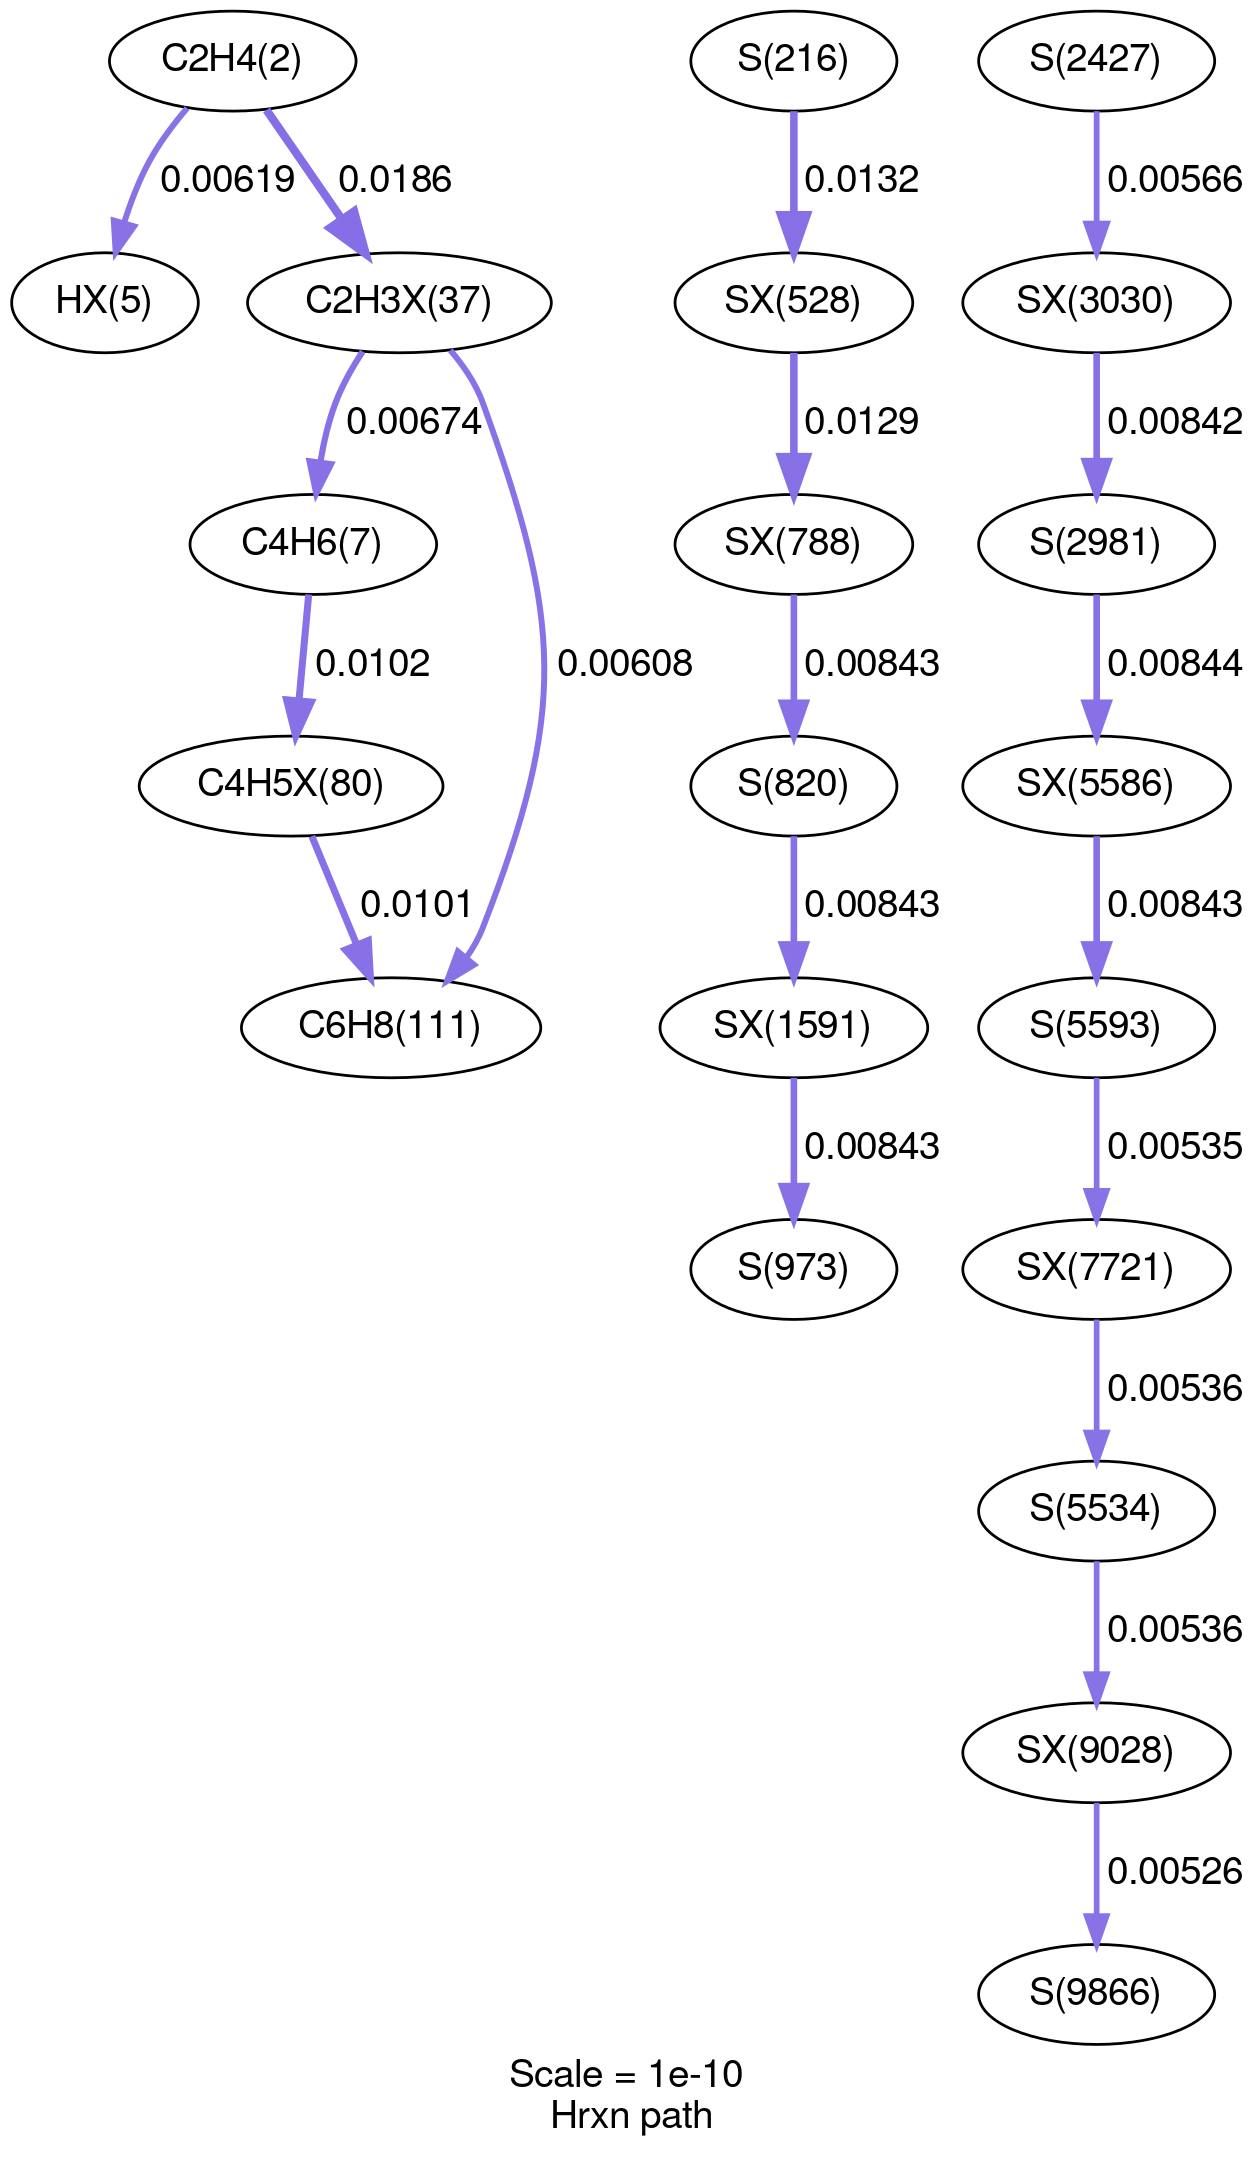 C2H4(2)
S(216)
S(2427)
0.00619
0.0186
0.0132
0.00566
HX(5)
C2H3X(37)
SX(528)
SX(3030)
0.00674
0.0129
0.00842
C4H6(7)
SX(788)
S(2981)
0.0102
0.00608
0.00843
0.00844
C4H5X(80)
S(820)
SX(5586)
0.0101
0.00843
0.00843
C6H8(111)
SX(1591)
S(5593)
0.00843
0.00535
S(973)
SX(7721)
0.00536
S(5534)
0.00536
SX(9028)
0.00526
S(9866)
Scale = 1e-10
Hrxn path